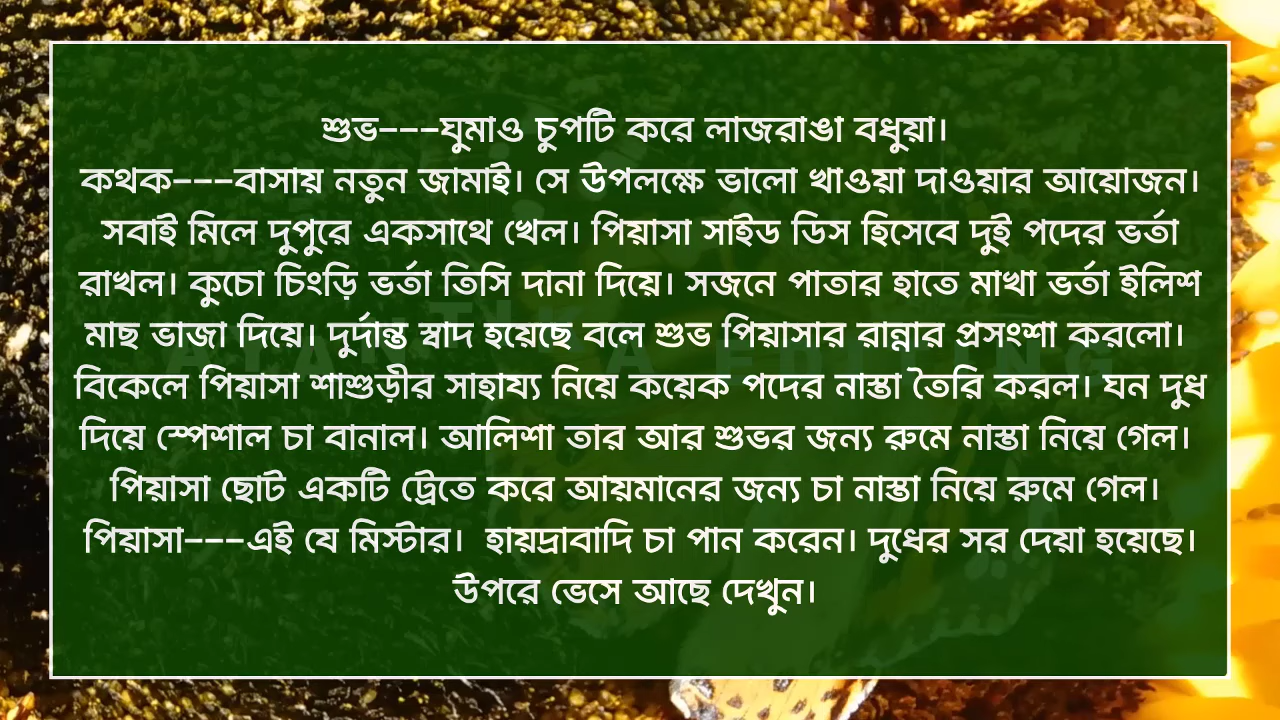 শুভ---ঘুমাও চুপটি করে লাজরাঙা বধুয়া।
কথক---বাসায় নতুন জামাই। সে উপলক্ষে ভালো খাওয়া দাওয়ার আয়োজন।
সবাই মিলে দুপুরে একসাথে খেল। পিয়াসা সাইড ডিস হিসেবে দুই পদের ভর্তা
রাখল। কুচো চিংড়ি ভর্তা তিসি দানা দিয়ে। সজনে পাতার হাতে মাখা ভর্তা ইলিশ
মাছ ভাজা দিয়ে। দুর্দান্ত স্বাদ হয়েছে বলে শুভ পিয়াসার রান্নার প্রসংশা করলো।
বিকেলে পিয়াসা শাশুড়ীর সাহায্য নিয়ে কয়েক পদের নাস্তা তৈরি করল। ঘন দুধ
দিয়ে স্পেশাল চা বানাল। আলিশা তার আর শুভর জন্য রুমে নাস্তা নিয়ে গেল।
পিয়াসা ছোট একটি ট্রেতে করে আয়মানের জন্য চা নাস্তা নিয়ে রুমে গেল।
পিয়াসা---এই যে মিস্টার। হায়দ্রাবাদি চা পান করেন। দুধের সর দেয়া হয়েছে।
উপরে ভেসে আছে দেখুন।